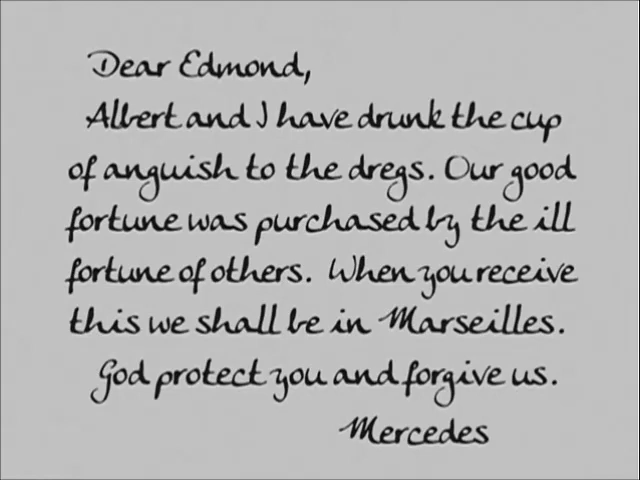 Dear Edmond,
Albert and I have drunk the cup
of anguish to the dregs. Our good
fortune was purchased by the ill
fortune of others. When you receive
this we shall be in Marseilles.
God protect you and forgive us.
Mercedes